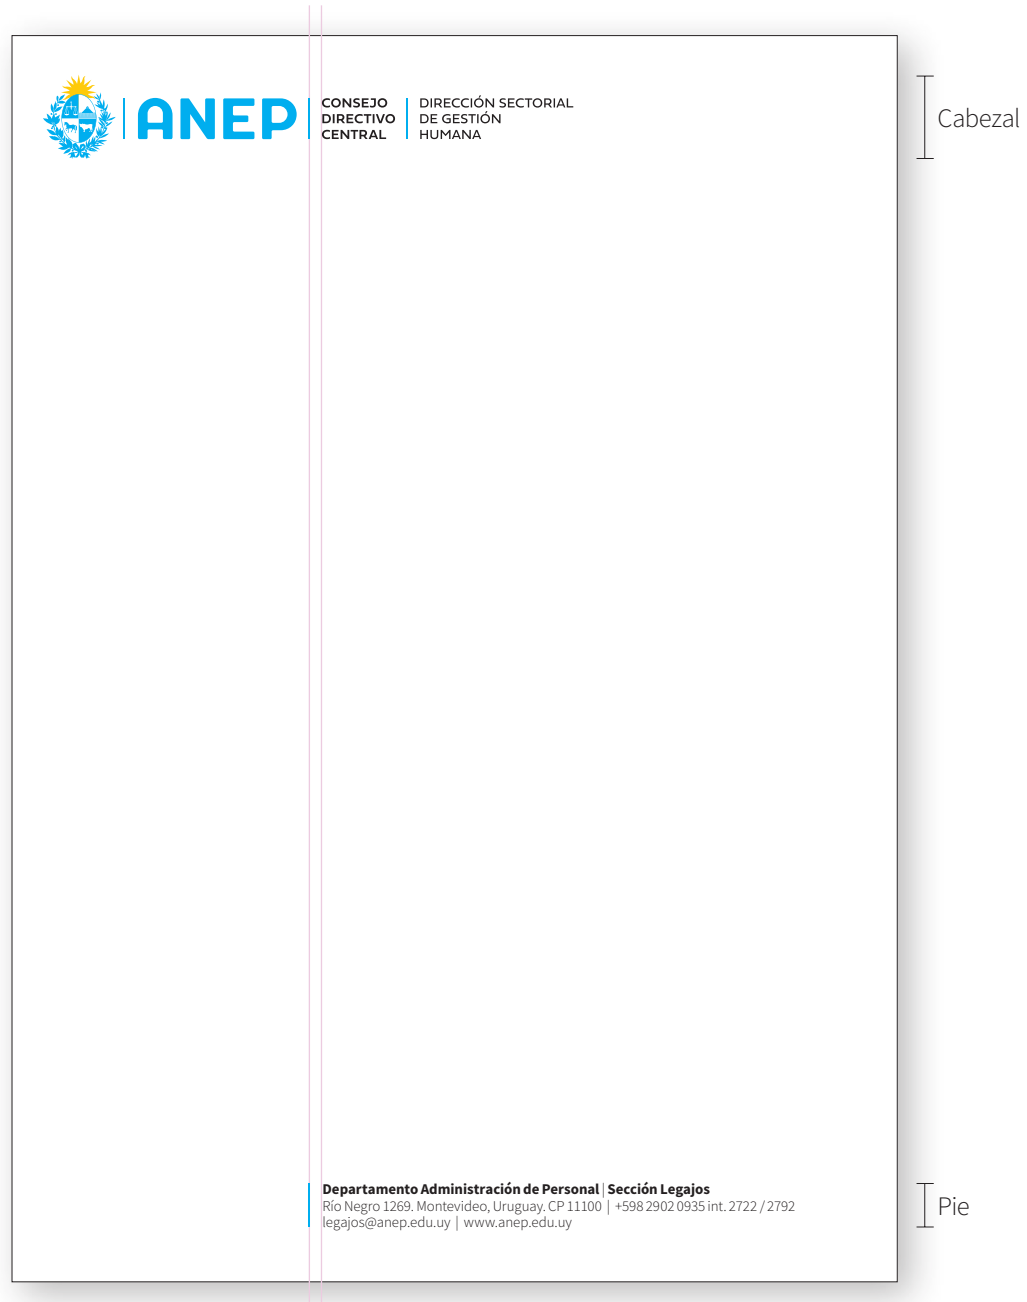 ANEP
CONSEJO
DIRECTIVO
CENTRAL
DIRECCIÓN SECTORIAL
DE GESTIÓN
HUMANA
Cabezal
Departamento Administración de Personal | Sección Legajos
Río Negro 1269. Montevideo, Uruguay. CP 11100 | +598 2902 0935 int. 2722 / 2792
legajos@anep.edu.uy | www.anep.edu.uy
Pie